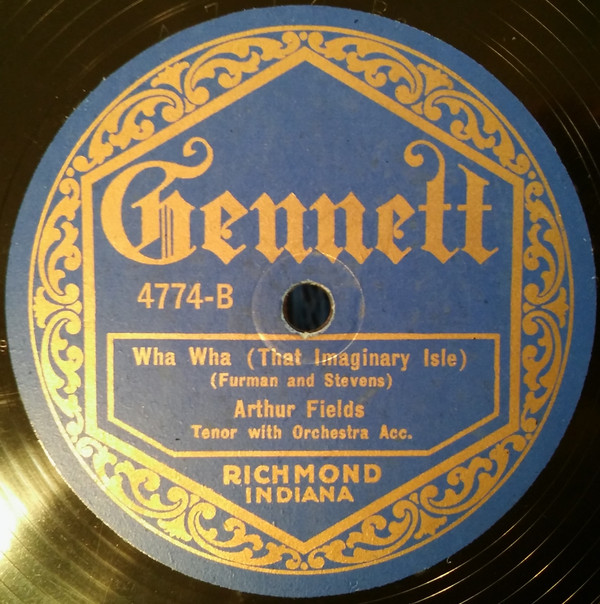 Gennett
4774-B
Wha Wha (That Imaginary Isle)
(Furman and Stevens)
Arthur Fields
Tenor with Orchestra Acc.
RICHMOND
INDIANA